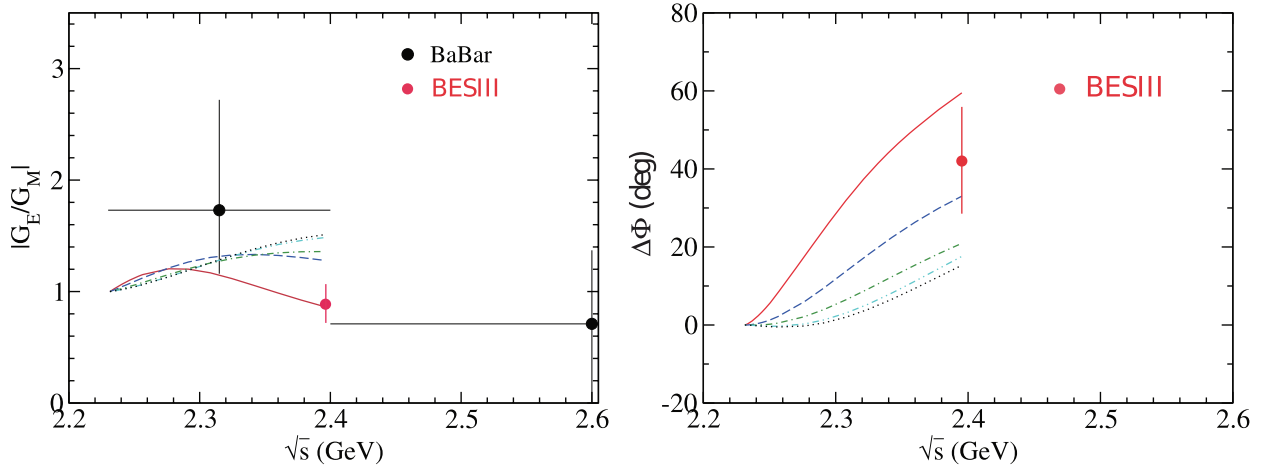 |G_E/G_M|
3
2
1
0
BaBar
BESIII
2.2 2.3 2.4 2.5 2.6
√s̅ (GeV)
ΔΦ (deg)
80
60
40
20
0
-20
BESIII
2.2 2.3 2.4 2.5 2.6
√s̅ (GeV)